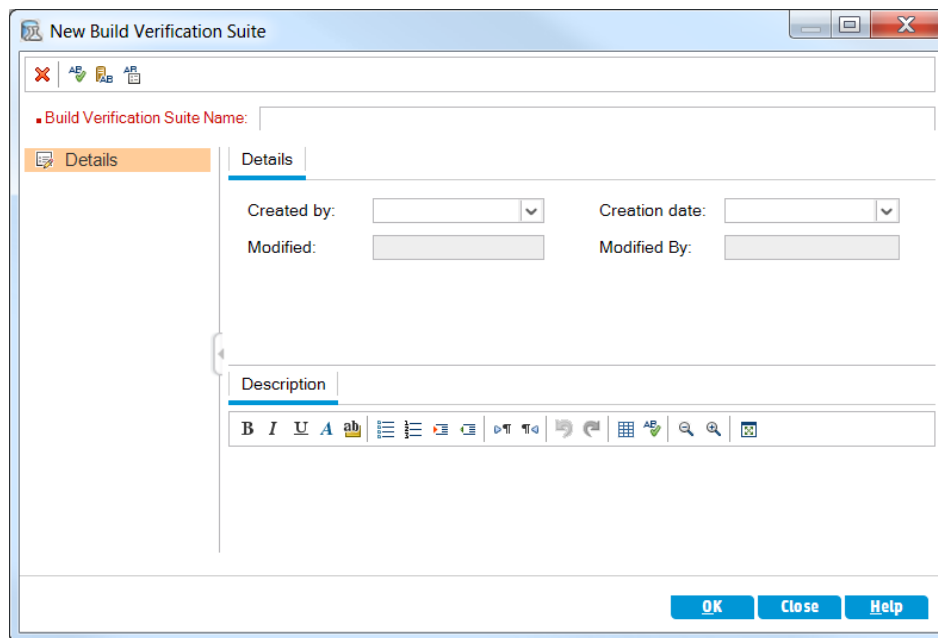 New Build Verification Suite
Build Verification Suite Name:
Details
Details
Created by:
Creation date:
Modified:
Modified By:
Description
B I U A ab
OK Close Help